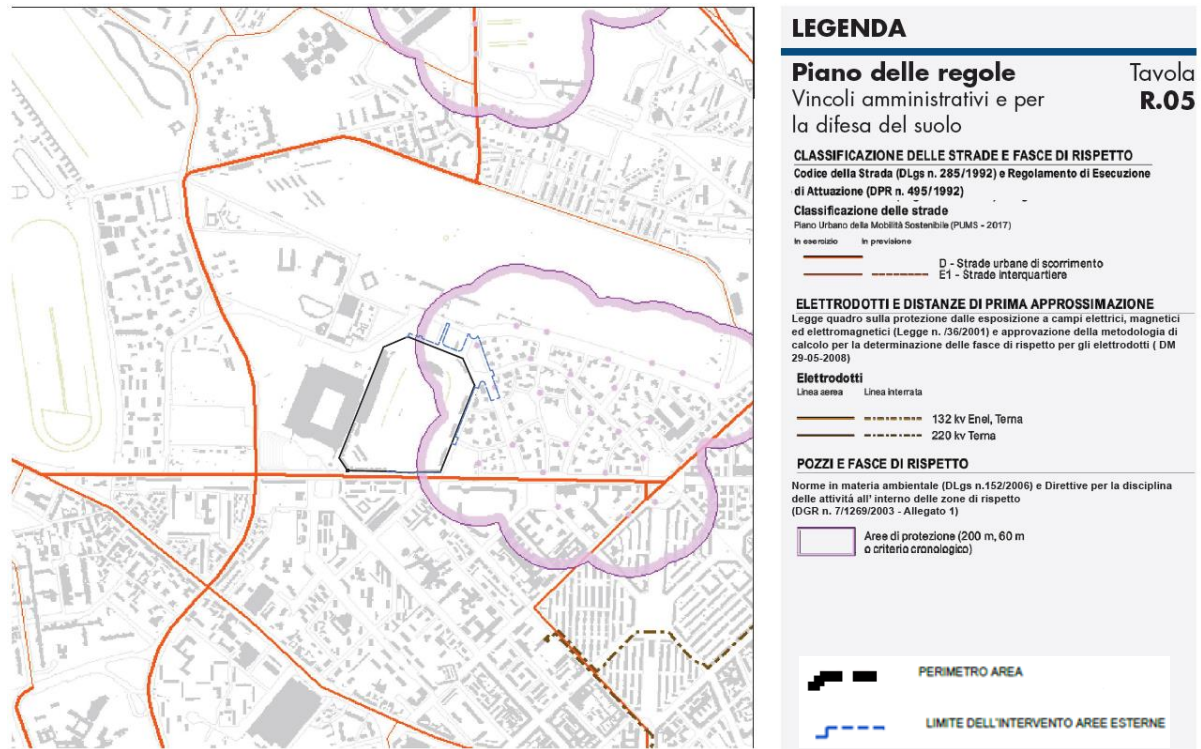 LEGENDA
Piano delle regole
Tavola
Vincoli amministrativi e per
R.05
la difesa del suolo
CLASSIFICAZIONE DELLE STRADE E FASCE DI RISPETTO
Codice della Strada (DLgs n. 285/1992) e Regolamento di Esecuzione
di Attuazione (DPR n. 495/1992)
Classificazione delle strade
Piano Urbano della Mobilità Sostenibile (PUMS - 2017)
In esercizio In previsione
D - Strade urbane di scorrimento
E1 - Strade interquartiere
ELETTRODOTTI E DISTANZE DI PRIMA APPROSSIMAZIONE
Legge quadro sulla protezione dalle esposizione a campi elettrici, magnetici
ed elettromagnetici (Legge n. /36/2001) e approvazione della metodologia di
calcolo per la determinazione delle fasce di rispetto per gli elettrodotti ( DM
29-05-2008)
Elettrodotti
Linea aerea Linea interrata
132 kv Enel, Terna
220 kv Terna
POZZI E FASCE DI RISPETTO
Norme in materia ambientale (DLgs n.152/2006) e Direttive per la disciplina
delle attivitá all' interno delle zone di rispetto
(DGR n. 7/1269/2003 - Allegato 1)
Aree di protezione (200 m, 60 m
o criterio cronologico)
PERIMETRO AREA
LIMITE DELL'INTERVENTO AREE ESTERNE